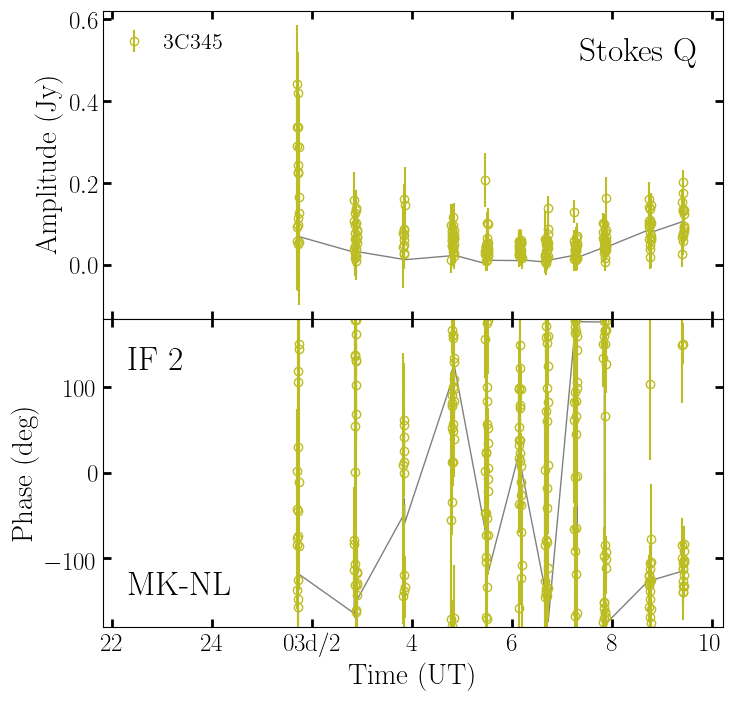 0.6
3C345
Stokes Q
0.4
0.2
0.0
Amplitude (Jy)
IF 2
100
0
−100
Phase (deg)
MK-NL
22 24 03d/2 4 6 8 10
Time (UT)